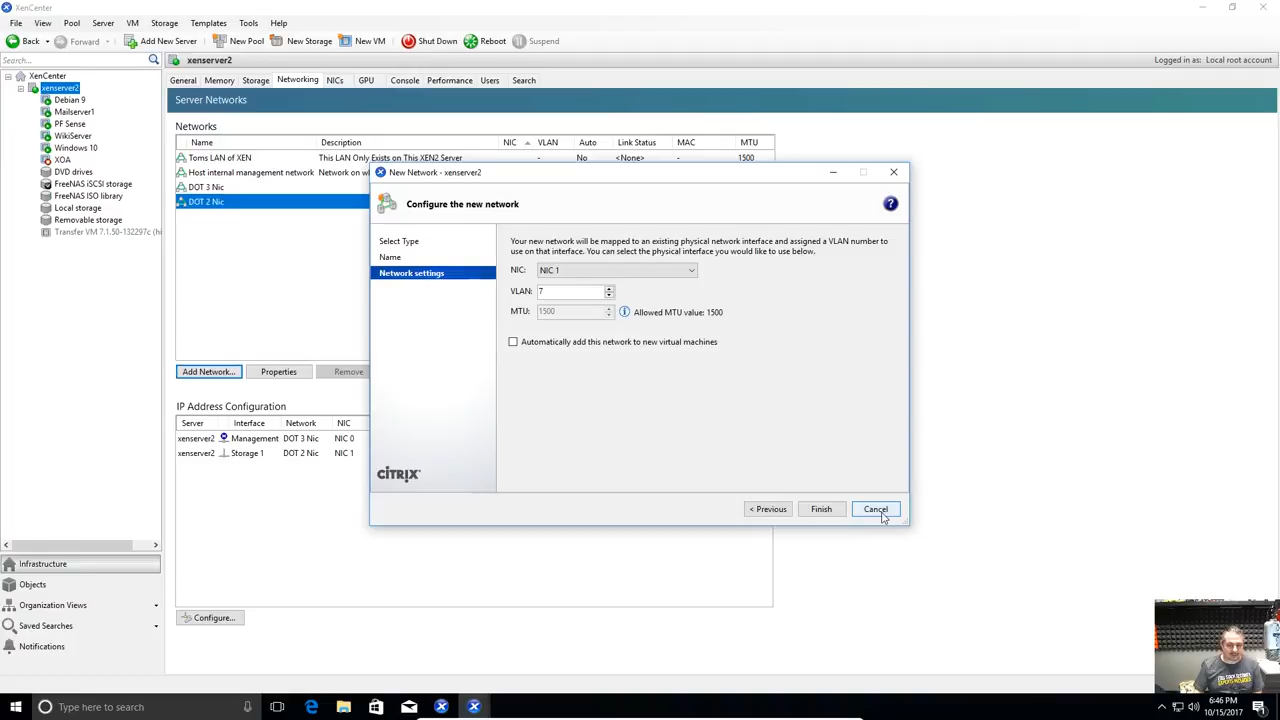 XenCenter
File View Pool Server VM Storage Templates Tools Help
Back Forward Add New Server New Pool New Storage New VM Shut Down Reboot Suspend
Search...
xenserver2
Logged in as: Local root account
XenCenter
xenserver2
Debian 9
Mailserver1
PF Sense
WikiServer
Windows 10
XOA
DVD drives
FreeNAS iSCSI storage
FreeNAS ISO library
Local storage
Removable storage
Transfer VM 7.1.50-132297c (hi
Infrastructure
Objects
Organization Views
Saved Searches
Notifications
General Memory Storage Networking NICs GPU Console Performance Users Search
Server Networks
Networks
Name Description NIC VLAN Auto Link Status MAC MTU
Toms LAN of XEN This LAN Only Exists on This XEN2 Server - No <None> - 1500
Host internal management network Network on w
DOT 3 Nic
DOT 2 Nic
Add Network... Properties Remove
IP Address Configuration
Server Interface Network NIC
xenserver2 Management DOT 3 Nic NIC 0
xenserver2 Storage 1 DOT 2 Nic NIC 1
Configure...
New Network - xenserver2
Configure the new network
Select Type
Name
Network settings
CITRIX
Your new network will be mapped to an existing physical network interface and assigned a VLAN number to
use on that interface. You can select the physical interface you would like to use below.
NIC: NIC 1
VLAN: 7
MTU: 1500 Allowed MTU value: 1500
Automatically add this network to new virtual machines
< Previous Finish Cancel
Type here to search
6:46 PM
10/15/2017